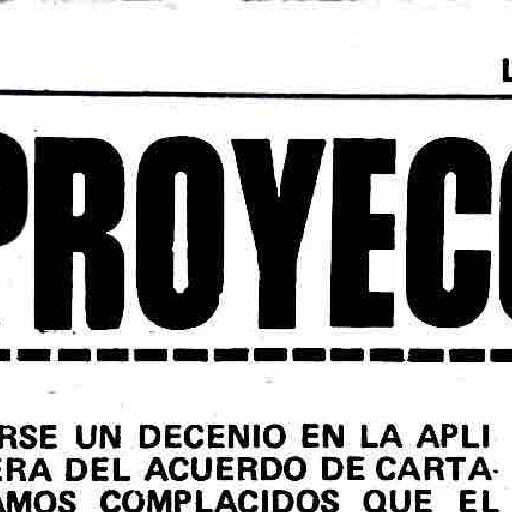 L
PROYECC
RSE UN DECENIO EN LA APLI
ERA DEL ACUERDO DE CARTA-
AMOS COMPLACIDOS QUE EL